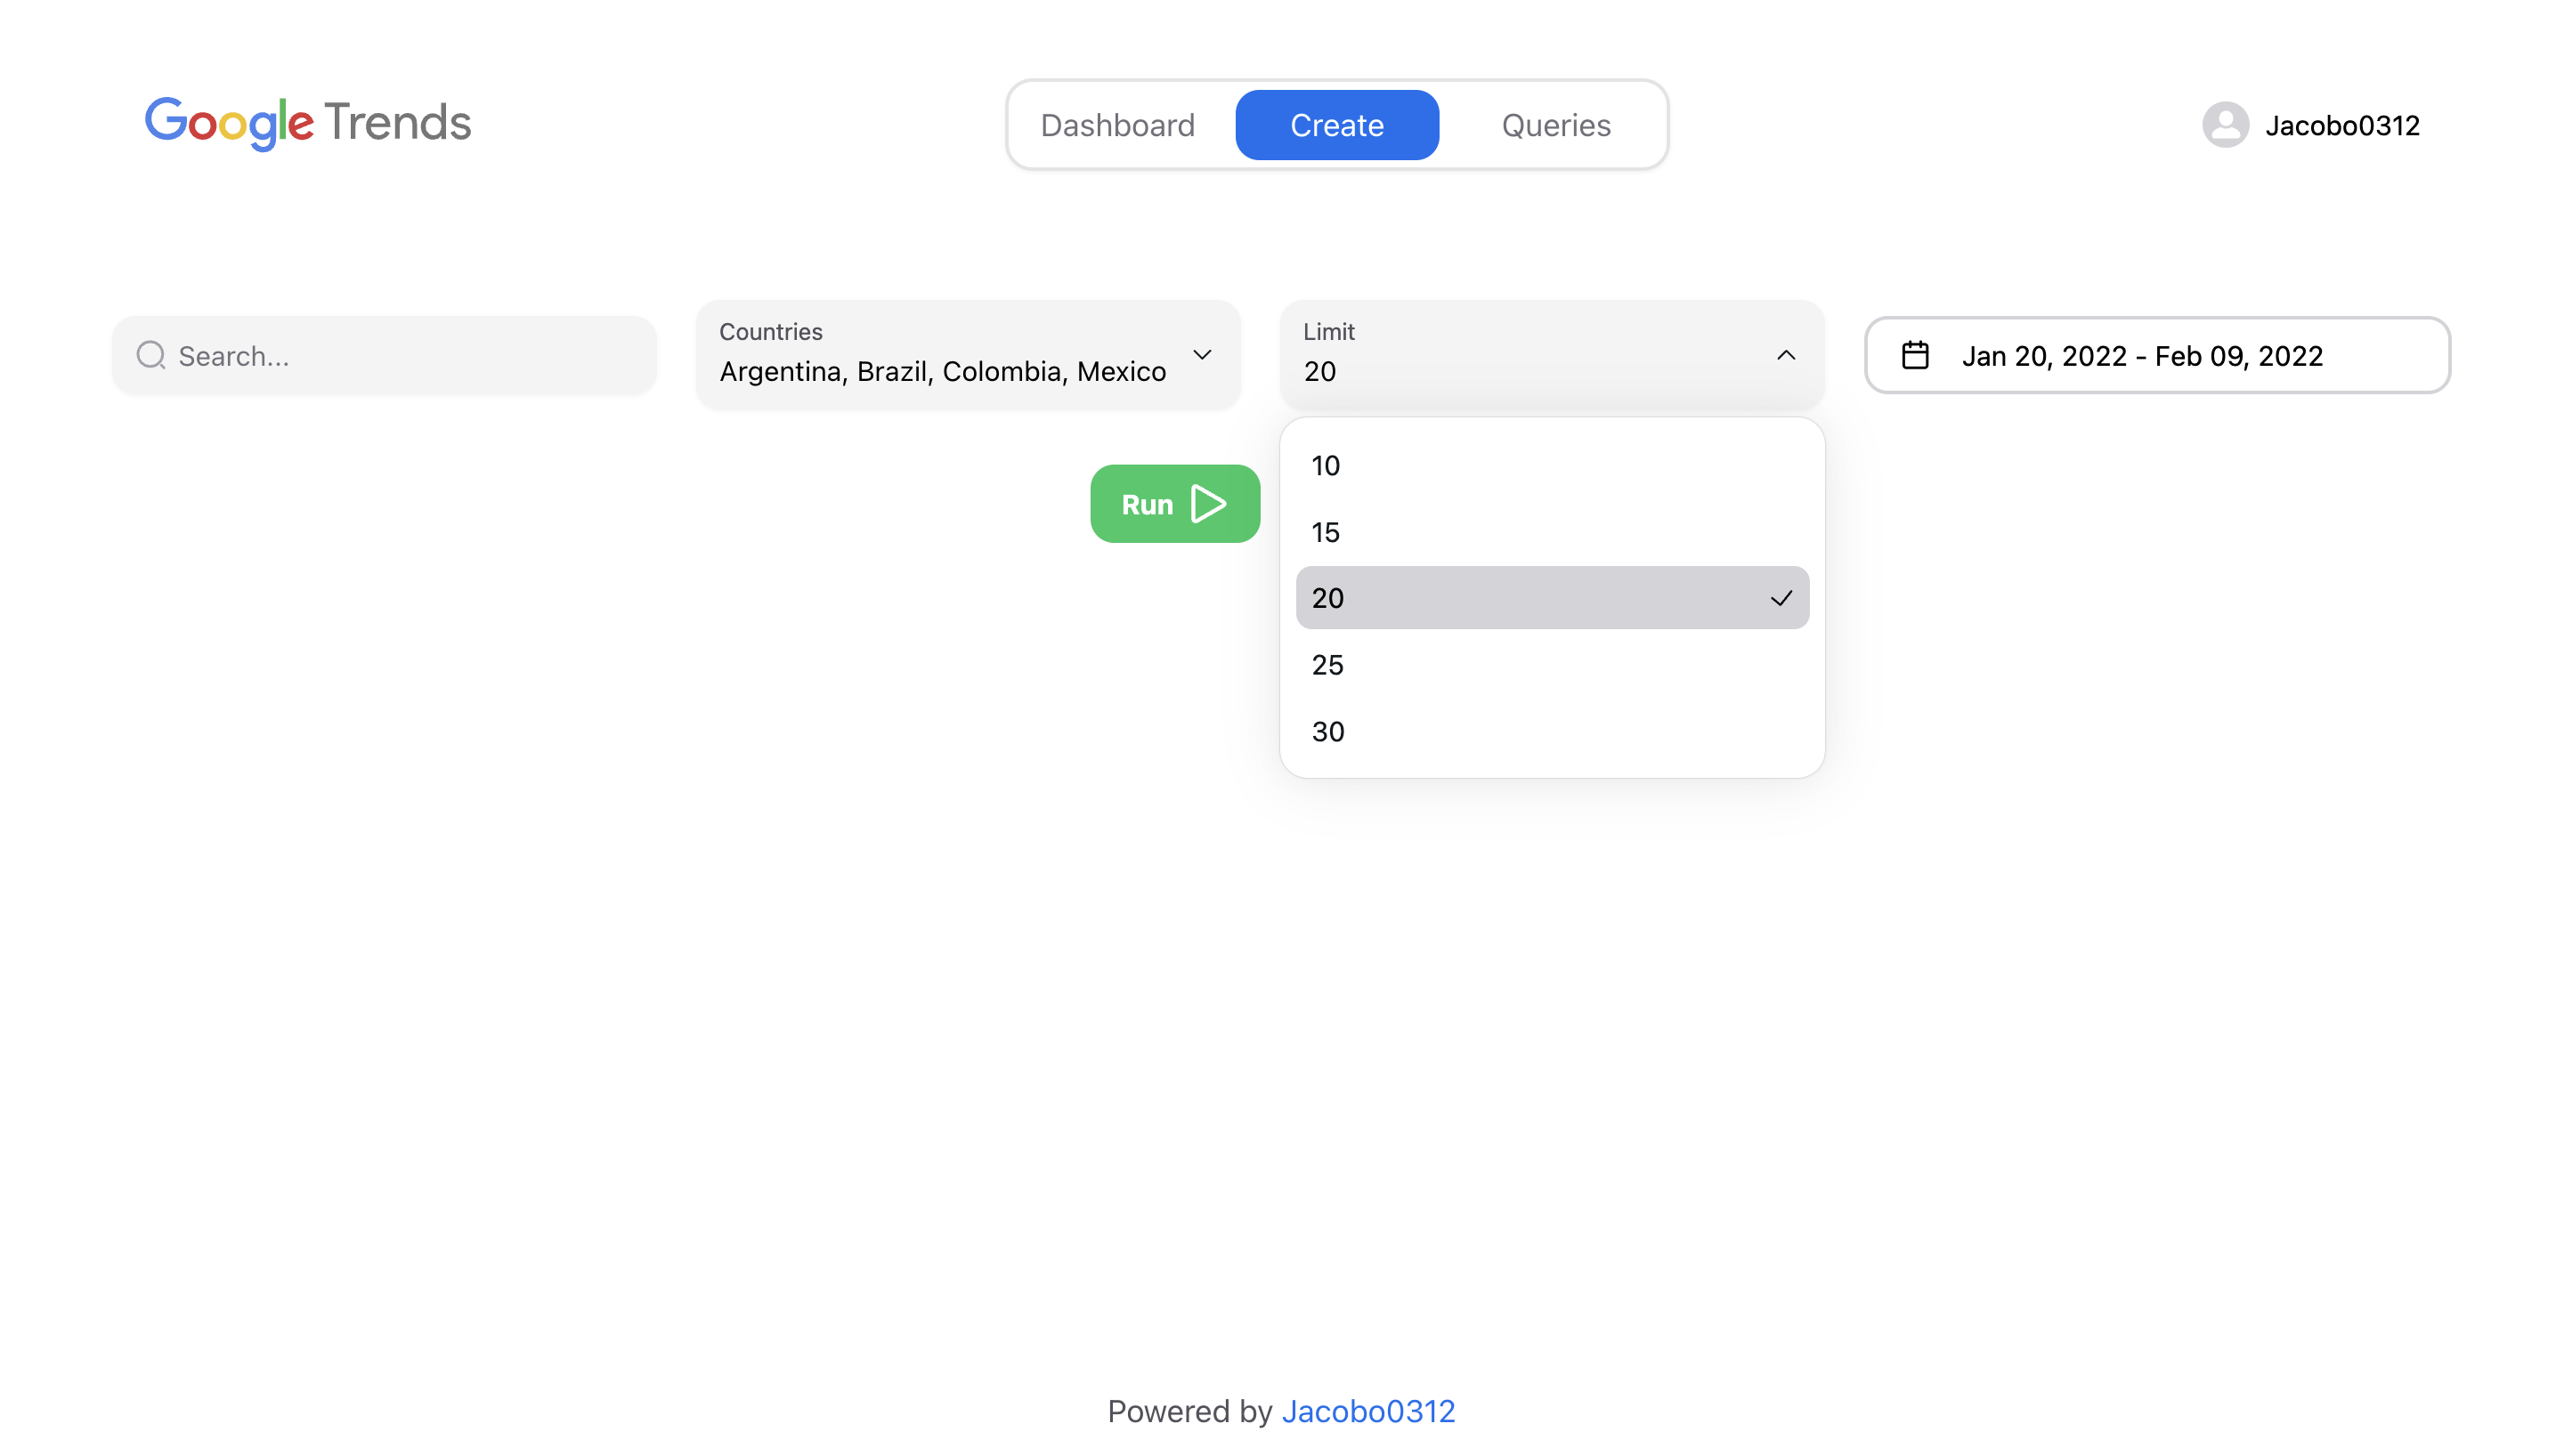 Google Trends
Dashboard
Create
Queries
Jacobo0312
Search...
Countries
Argentina, Brazil, Colombia, Mexico
Limit
20
Jan 20, 2022 - Feb 09, 2022
Run
10
15
20
25
30
Powered by Jacobo0312